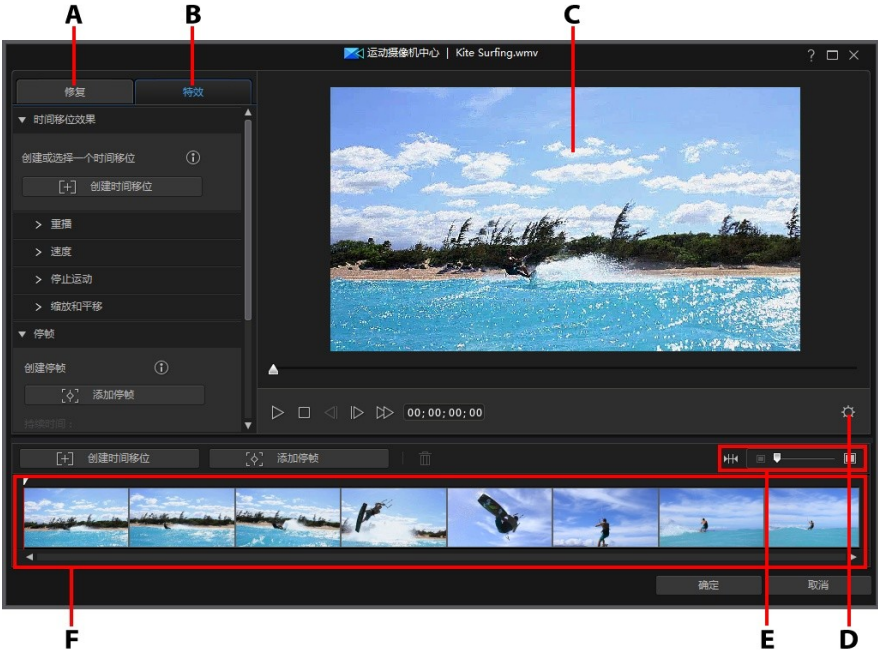 A B C
运动摄像机中心 | Kite Surfing.wmv ?
修复 特效
时间移位效果
创建或选择一个时间移位
[+] 创建时间移位
> 重播
> 速度
> 停止运动
> 缩放和平移
停帧
创建停帧
添加停帧
持续时间：
00;00;00;00
[+] 创建时间移位 添加停帧
确定 取消
F E D